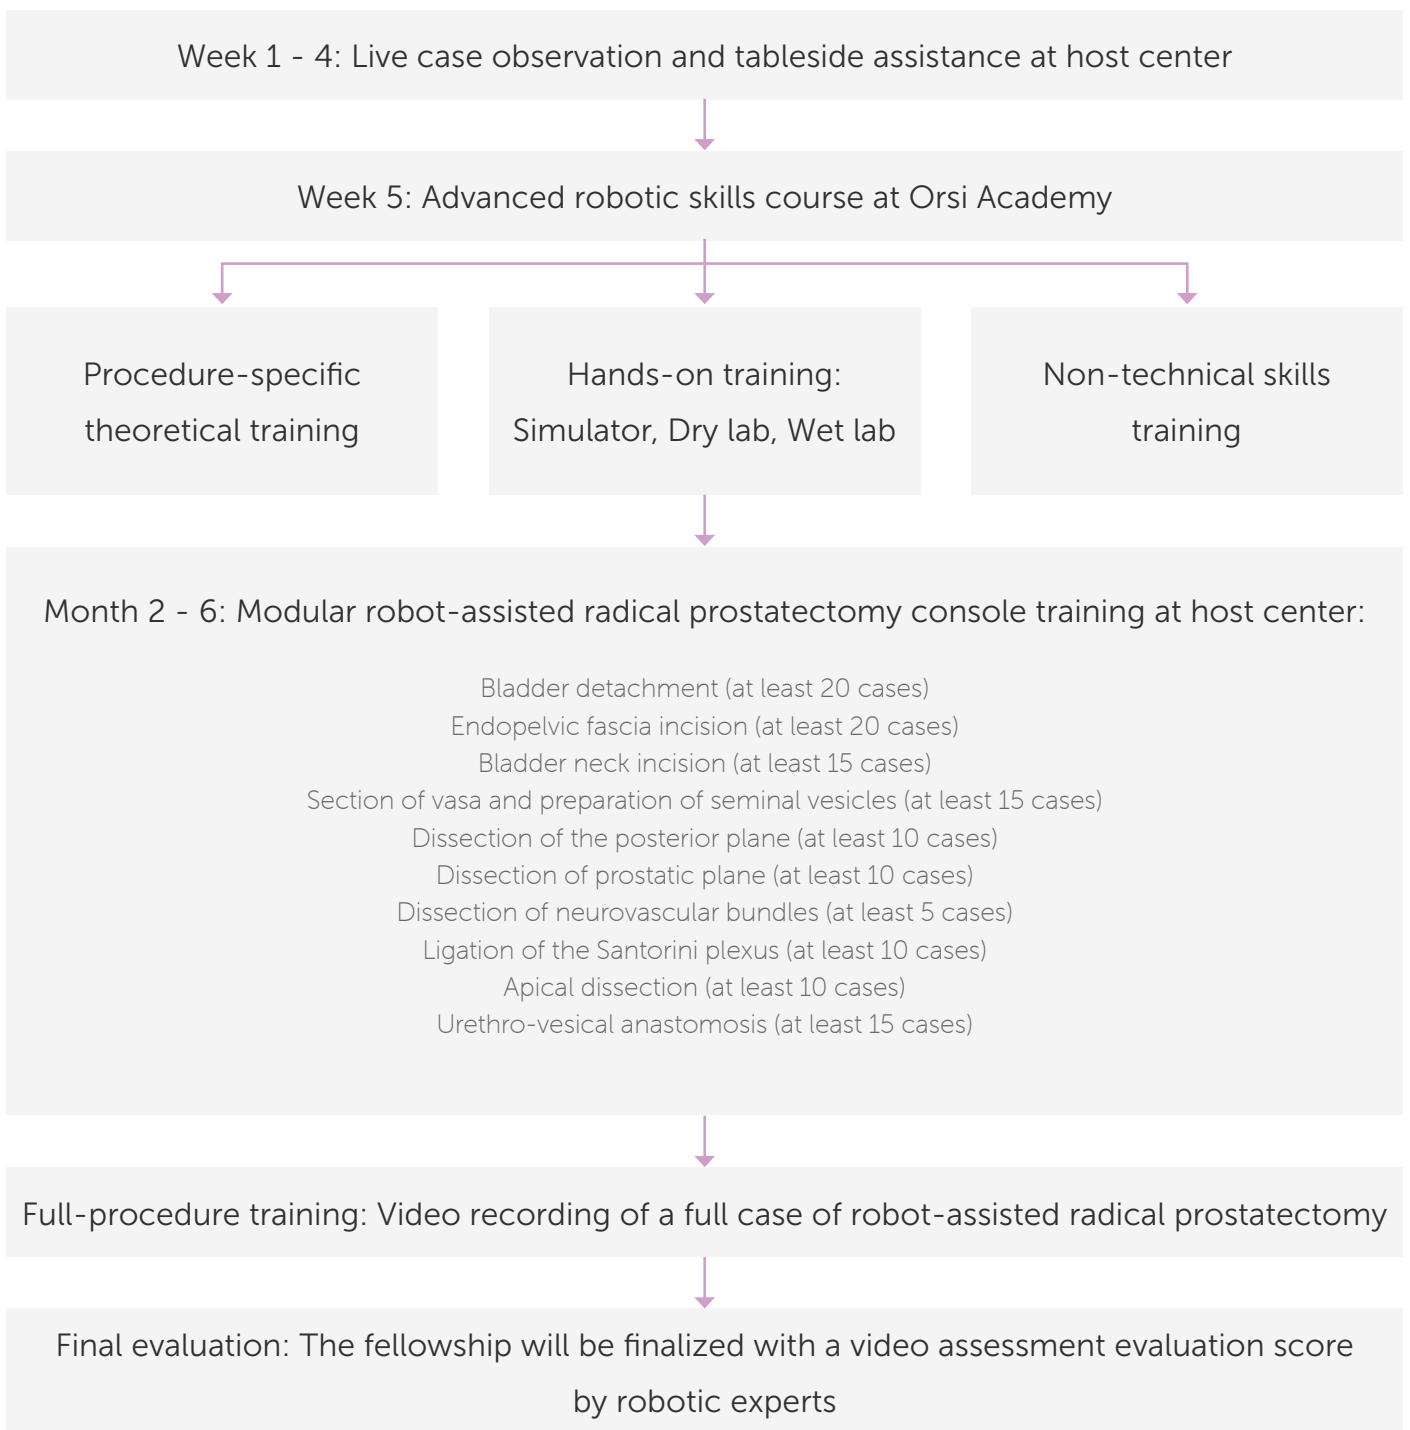 Week 1 - 4: Live case observation and tableside assistance at host center
Week 5: Advanced robotic skills course at Orsi Academy
Procedure-specific
theoretical training
Hands-on training:
Simulator, Dry lab, Wet lab
Non-technical skills
training
Month 2 - 6: Modular robot-assisted radical prostatectomy console training at host center:
Bladder detachment (at least 20 cases)
Endopelvic fascia incision (at least 20 cases)
Bladder neck incision (at least 15 cases)
Section of vasa and preparation of seminal vesicles (at least 15 cases)
Dissection of the posterior plane (at least 10 cases)
Dissection of prostatic plane (at least 10 cases)
Dissection of neurovascular bundles (at least 5 cases)
Ligation of the Santorini plexus (at least 10 cases)
Apical dissection (at least 10 cases)
Urethro-vesical anastomosis (at least 15 cases)
Full-procedure training: Video recording of a full case of robot-assisted radical prostatectomy
Final evaluation: The fellowship will be finalized with a video assessment evaluation score
by robotic experts